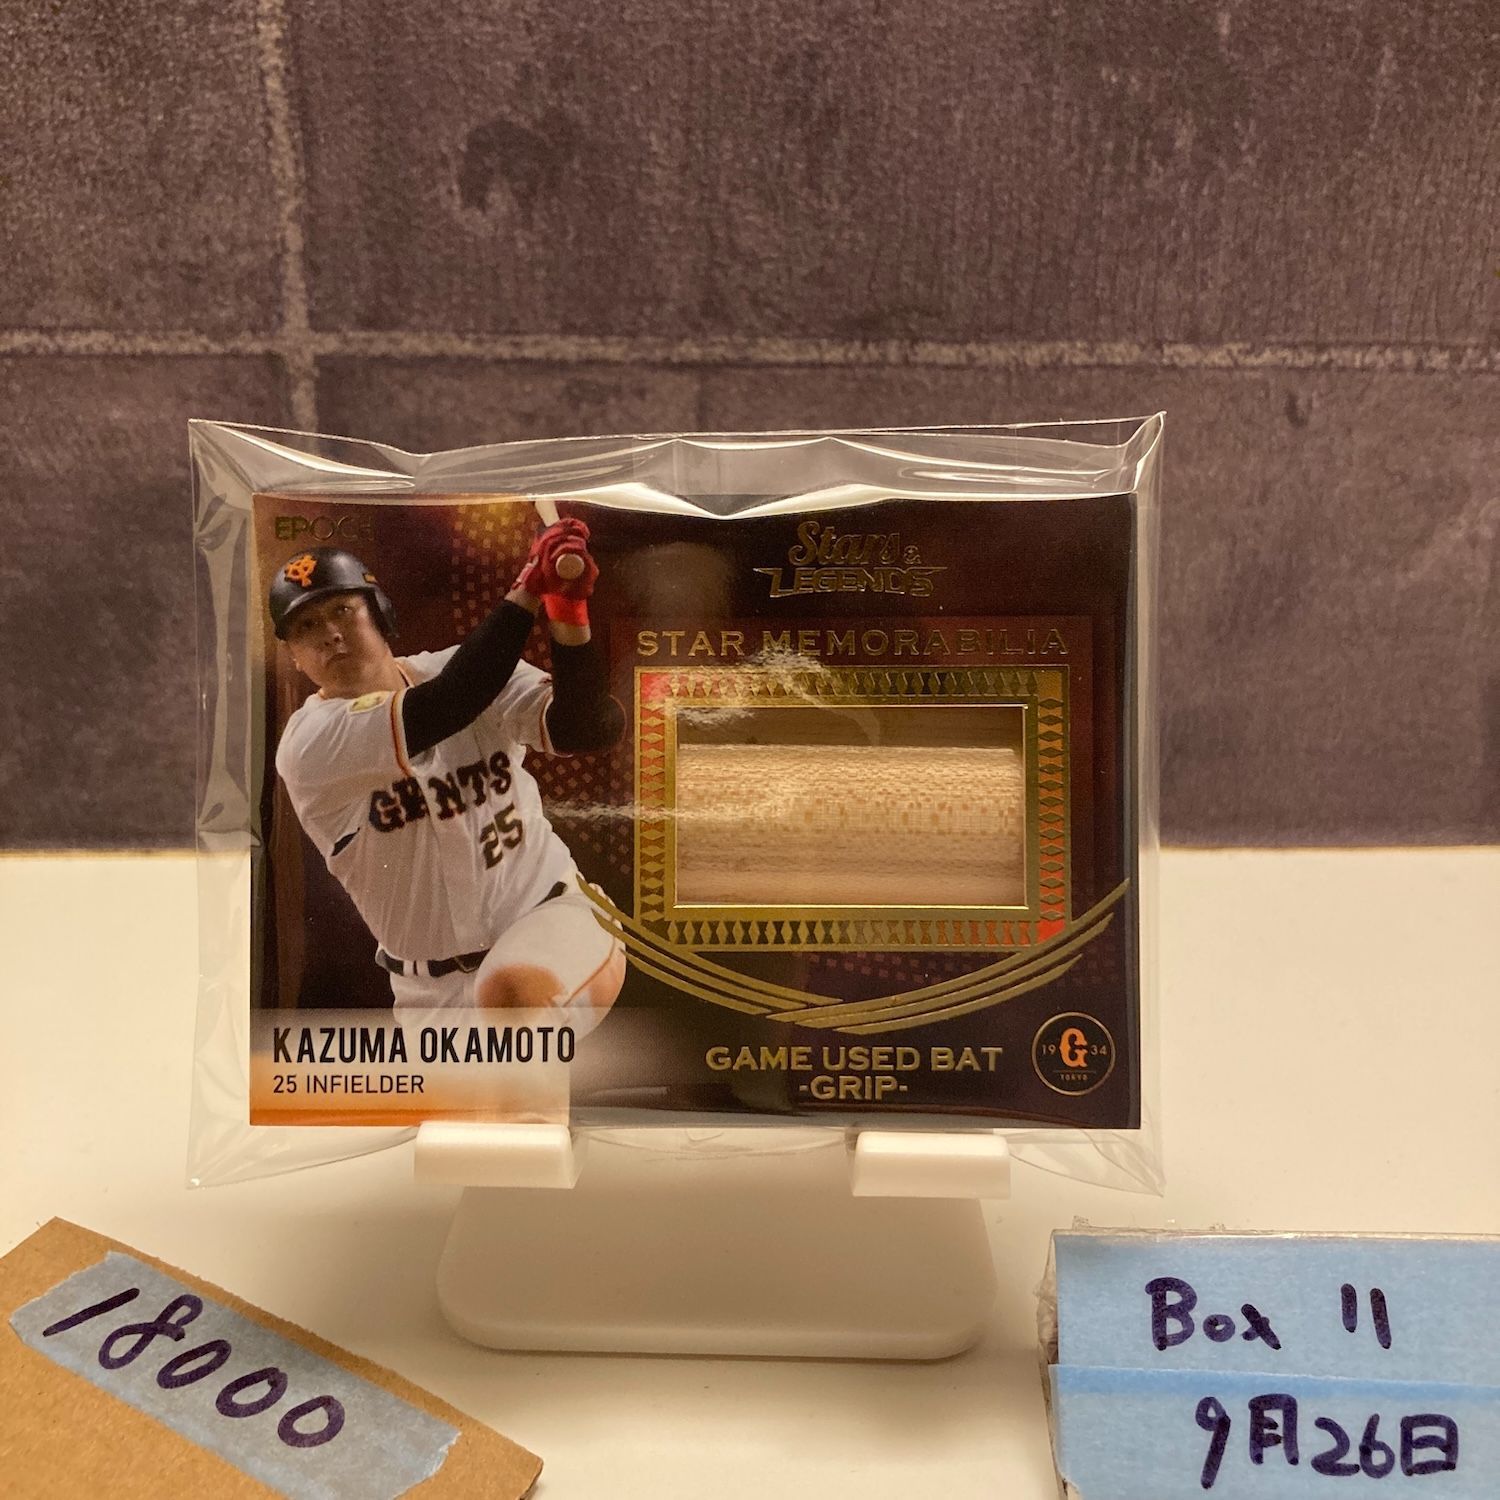 EPOCH
Stars &
LEGENDS
STAR MEMORABILIA
GIANTS
25
KAZUMA OKAMOTO
25 INFIELDER
GAME USED BAT
-GRIP-
19 G 34
TOKYO
18000
Box 11
9月26日